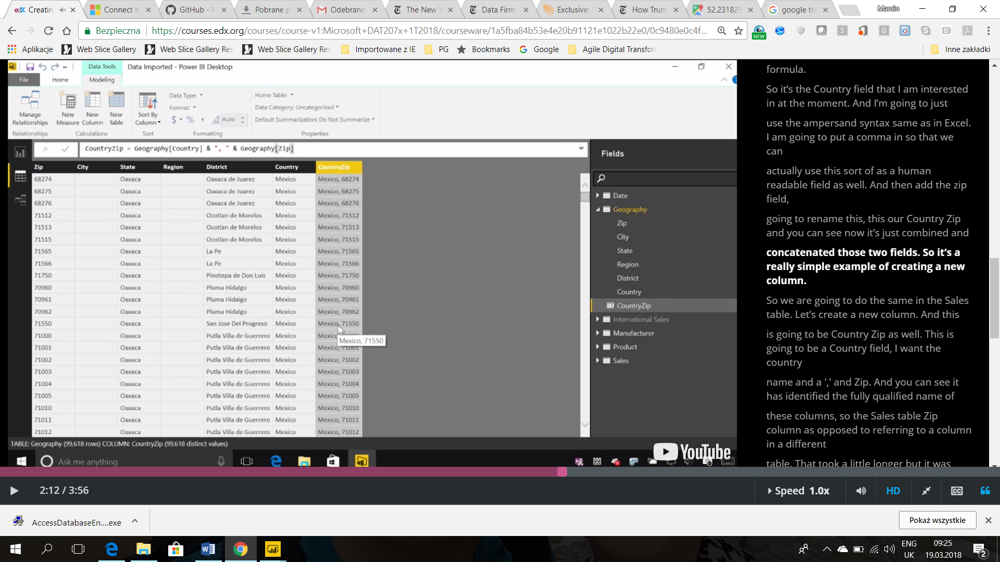 Creatin
Connect to
GitHub - M
Pobrane p
Odebrane
The New Y
Data Firm
Exclusive:
How Trum
52.231829
google tra
Marcin
Bezpieczna
https://courses.edx.org/courses/course-v1:Microsoft+DAT207x+1T2018/courseware/1a5fba84b53e4e20b91121e1022b22e0/0c9480e0c4f...
NEW
Aplikacje
Web Slice Gallery
Web Slice Gallery Res
Web Slice Gallery Res
Importowane z IE
PG
Bookmarks
Google
Agile Digital Transfor
Inne zakładki
Data Tools
Data Imported - Power BI Desktop
File
Home
Modeling
Manage Relationships
New Measure
New Column
New Table
Sort By Column
Data Type:
Format:
$ % , Auto
Home Table:
Data Category: Uncategorized
Default Summarization: Do Not Summarize
Relationships
Calculations
Sort
Formatting
Properties
CountryZip = Geography[Country] & ", " & Geography[Zip]
Zip City State Region District Country CountryZip
68274 Oaxaca Oaxaca de Juarez Mexico Mexico, 68274
68275 Oaxaca Oaxaca de Juarez Mexico Mexico, 68275
68276 Oaxaca Oaxaca de Juarez Mexico Mexico, 68276
71512 Oaxaca Ocotlan de Morelos Mexico Mexico, 71512
71513 Oaxaca Ocotlan de Morelos Mexico Mexico, 71513
71515 Oaxaca Ocotlan de Morelos Mexico Mexico, 71515
71565 Oaxaca La Pe Mexico Mexico, 71565
71566 Oaxaca La Pe Mexico Mexico, 71566
71750 Oaxaca Pinotepa de Don Luis Mexico Mexico, 71750
70960 Oaxaca Pluma Hidalgo Mexico Mexico, 70960
70961 Oaxaca Pluma Hidalgo Mexico Mexico, 70961
70962 Oaxaca Pluma Hidalgo Mexico Mexico, 70962
71550 Oaxaca San Jose Del Progreso Mexico Mexico, 71550
71000 Oaxaca Putla Villa de Guerrero Mexico
Mexico, 71550
71001 Oaxaca Putla Villa de Guerrero Mexico Mexico, 71001
71002 Oaxaca Putla Villa de Guerrero Mexico Mexico, 71002
71003 Oaxaca Putla Villa de Guerrero Mexico Mexico, 71003
71004 Oaxaca Putla Villa de Guerrero Mexico Mexico, 71004
71005 Oaxaca Putla Villa de Guerrero Mexico Mexico, 71005
71010 Oaxaca Putla Villa de Guerrero Mexico Mexico, 71010
71011 Oaxaca Putla Villa de Guerrero Mexico Mexico, 71011
71012 Oaxaca Putla Villa de Guerrero Mexico Mexico, 71012
TABLE: Geography (99,618 rows) COLUMN: CountryZip (99,618 distinct values)
Fields
Date
Geography
Zip
City
State
Region
District
Country
CountryZip
International Sales
Manufacturer
Product
Sales
Ask me anything
YouTube
formula.
So it's the Country field that I am interested
in at the moment. And I'm going to just
use the ampersand syntax same as in Excel.
I am going to put a comma in so that we
can
actually use this sort of as a human
readable field as well. And then add the zip
field,
going to rename this, this our Country Zip
and you can see now it's just combined and
concatenated those two fields. So it's a
really simple example of creating a new
column.
So we are going to do the same in the Sales
table. Let's create a new column. And this
is going to be Country Zip as well. This is
going to be a Country field, I want the
country
name and a ',' and Zip. And you can see it
has identified the fully qualified name of
these columns, so the Sales table Zip
column as opposed to referring to a column
in a different
table. That took a little longer but it was
2:12 / 3:56
Speed 1.0x
HD
CC
AccessDatabaseEn....exe
Pokaż wszystkie
ENG
UK
09:25
19.03.2018
2